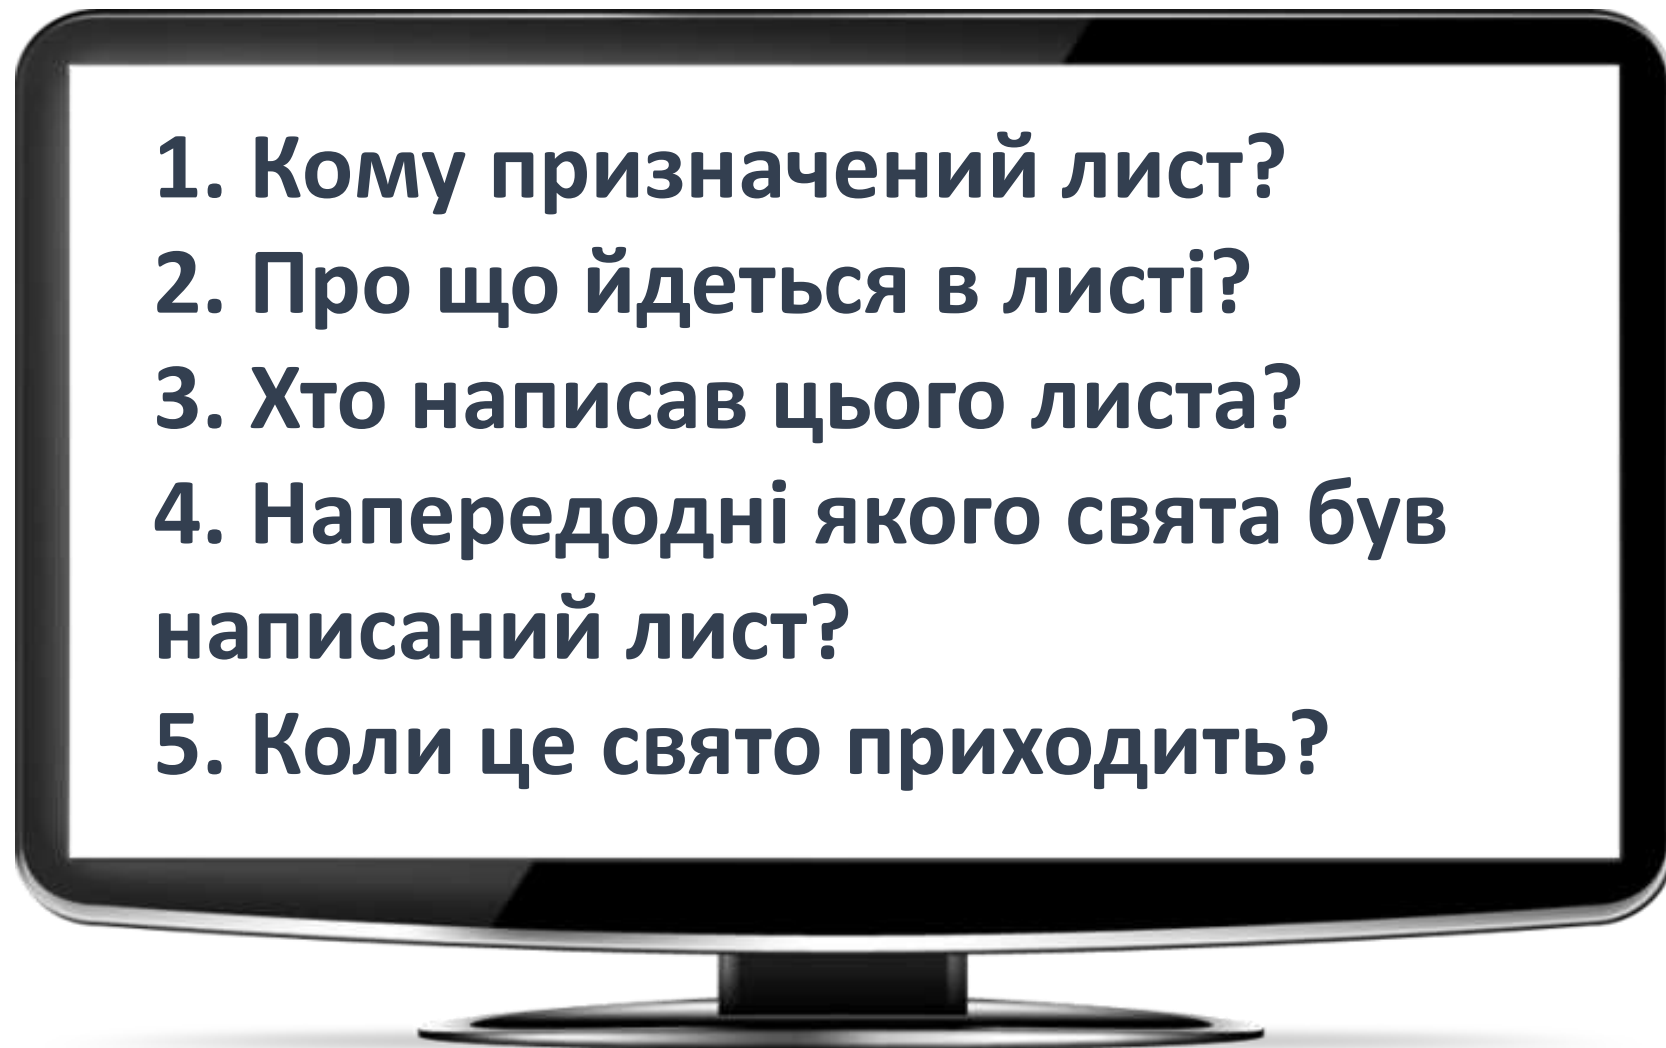 1. Кому призначений лист?
2. Про що йдеться в листі?
3. Хто написав цього листа?
4. Напередодні якого свята був
написаний лист?
5. Коли це свято приходить?